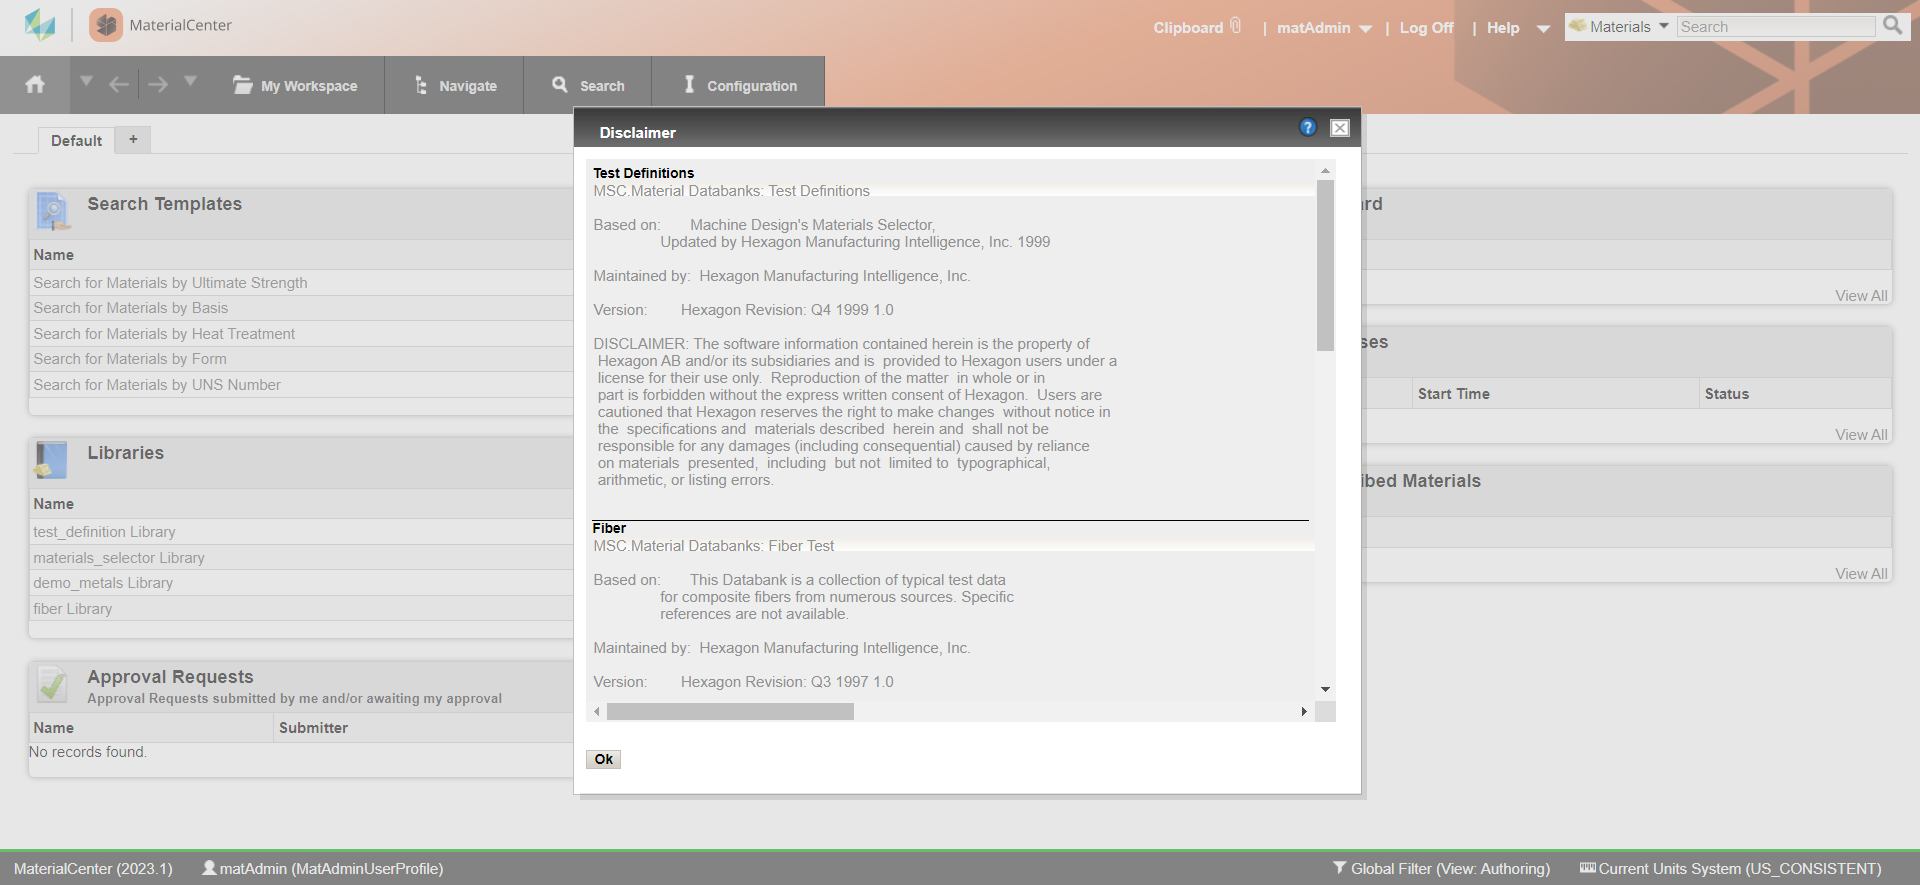 MaterialCenter
Clipboard | matAdmin | Log Off | Help
Materials Search
My Workspace Navigate Search Configuration
Default +
Search Templates
Name
Search for Materials by Ultimate Strength
Search for Materials by Basis
Search for Materials by Heat Treatment
Search for Materials by Form
Search for Materials by UNS Number
Libraries
Name
test_definition Library
materials_selector Library
demo_metals Library
fiber Library
Approval Requests
Approval Requests submitted by me and/or awaiting my approval
Name Submitter
No records found.
Disclaimer ?
Test Definitions
MSC.Material Databanks: Test Definitions
Based on: Machine Design's Materials Selector,
Updated by Hexagon Manufacturing Intelligence, Inc. 1999
Maintained by: Hexagon Manufacturing Intelligence, Inc.
Version: Hexagon Revision: Q4 1999 1.0
DISCLAIMER: The software information contained herein is the property of
Hexagon AB and/or its subsidiaries and is provided to Hexagon users under a
license for their use only. Reproduction of the matter in whole or in
part is forbidden without the express written consent of Hexagon. Users are
cautioned that Hexagon reserves the right to make changes without notice in
the specifications and materials described herein and shall not be
responsible for any damages (including consequential) caused by reliance
on materials presented, including but not limited to typographical,
arithmetic, or listing errors.
Fiber
MSC.Material Databanks: Fiber Test
Based on: This Databank is a collection of typical test data
for composite fibers from numerous sources. Specific
references are not available.
Maintained by: Hexagon Manufacturing Intelligence, Inc.
Version: Hexagon Revision: Q3 1997 1.0
Ok
rd
View All
ses
Start Time Status
View All
ibed Materials
View All
MaterialCenter (2023.1) matAdmin (MatAdminUserProfile) Global Filter (View: Authoring) Current Units System (US_CONSISTENT)